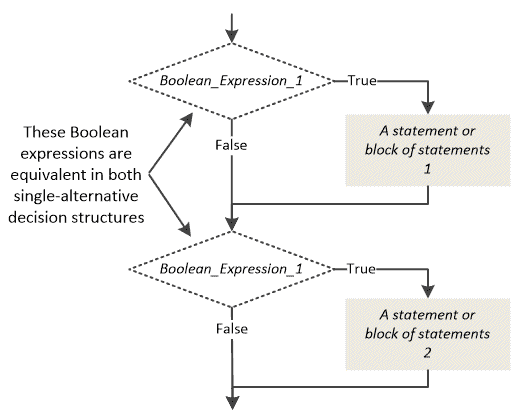 Boolean_Expression_1
True
A statement or
block of statements
1
False
These Boolean
expressions are
equivalent in both
single-alternative
decision structures
Boolean_Expression_1
True
A statement or
block of statements
2
False